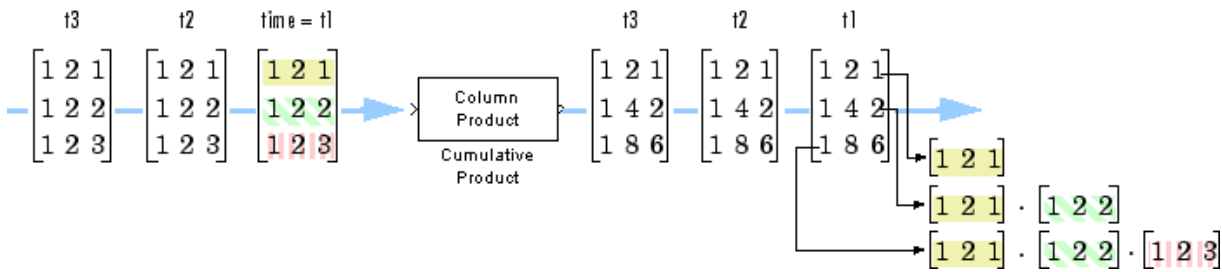 t3 t2 time = t1 t3 t2 t1
[1 2 1] [1 2 1] [1 2 1] [1 2 1] [1 2 1] [1 2 1]
[1 2 2] [1 2 2] [1 2 2] Column [1 4 2] [1 4 2] [1 4 2]
Product
[1 2 3] [1 2 3] [1 2 3] [1 8 6] [1 8 6] [1 8 6]
Cumulative [1 2 1]
Product
[1 2 1] · [1 2 2]
[1 2 1] · [1 2 2] · [1 2 3]